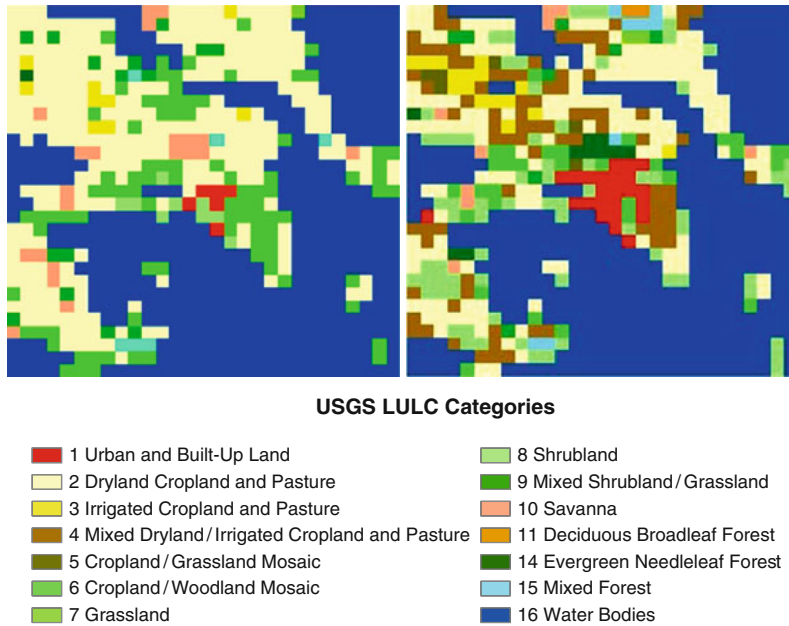 USGS LULC Categories
1 Urban and Built-Up Land
2 Dryland Cropland and Pasture
3 Irrigated Cropland and Pasture
4 Mixed Dryland/Irrigated Cropland and Pasture
5 Cropland/Grassland Mosaic
6 Cropland/Woodland Mosaic
7 Grassland
8 Shrubland
9 Mixed Shrubland/Grassland
10 Savanna
11 Deciduous Broadleaf Forest
14 Evergreen Needleleaf Forest
15 Mixed Forest
16 Water Bodies